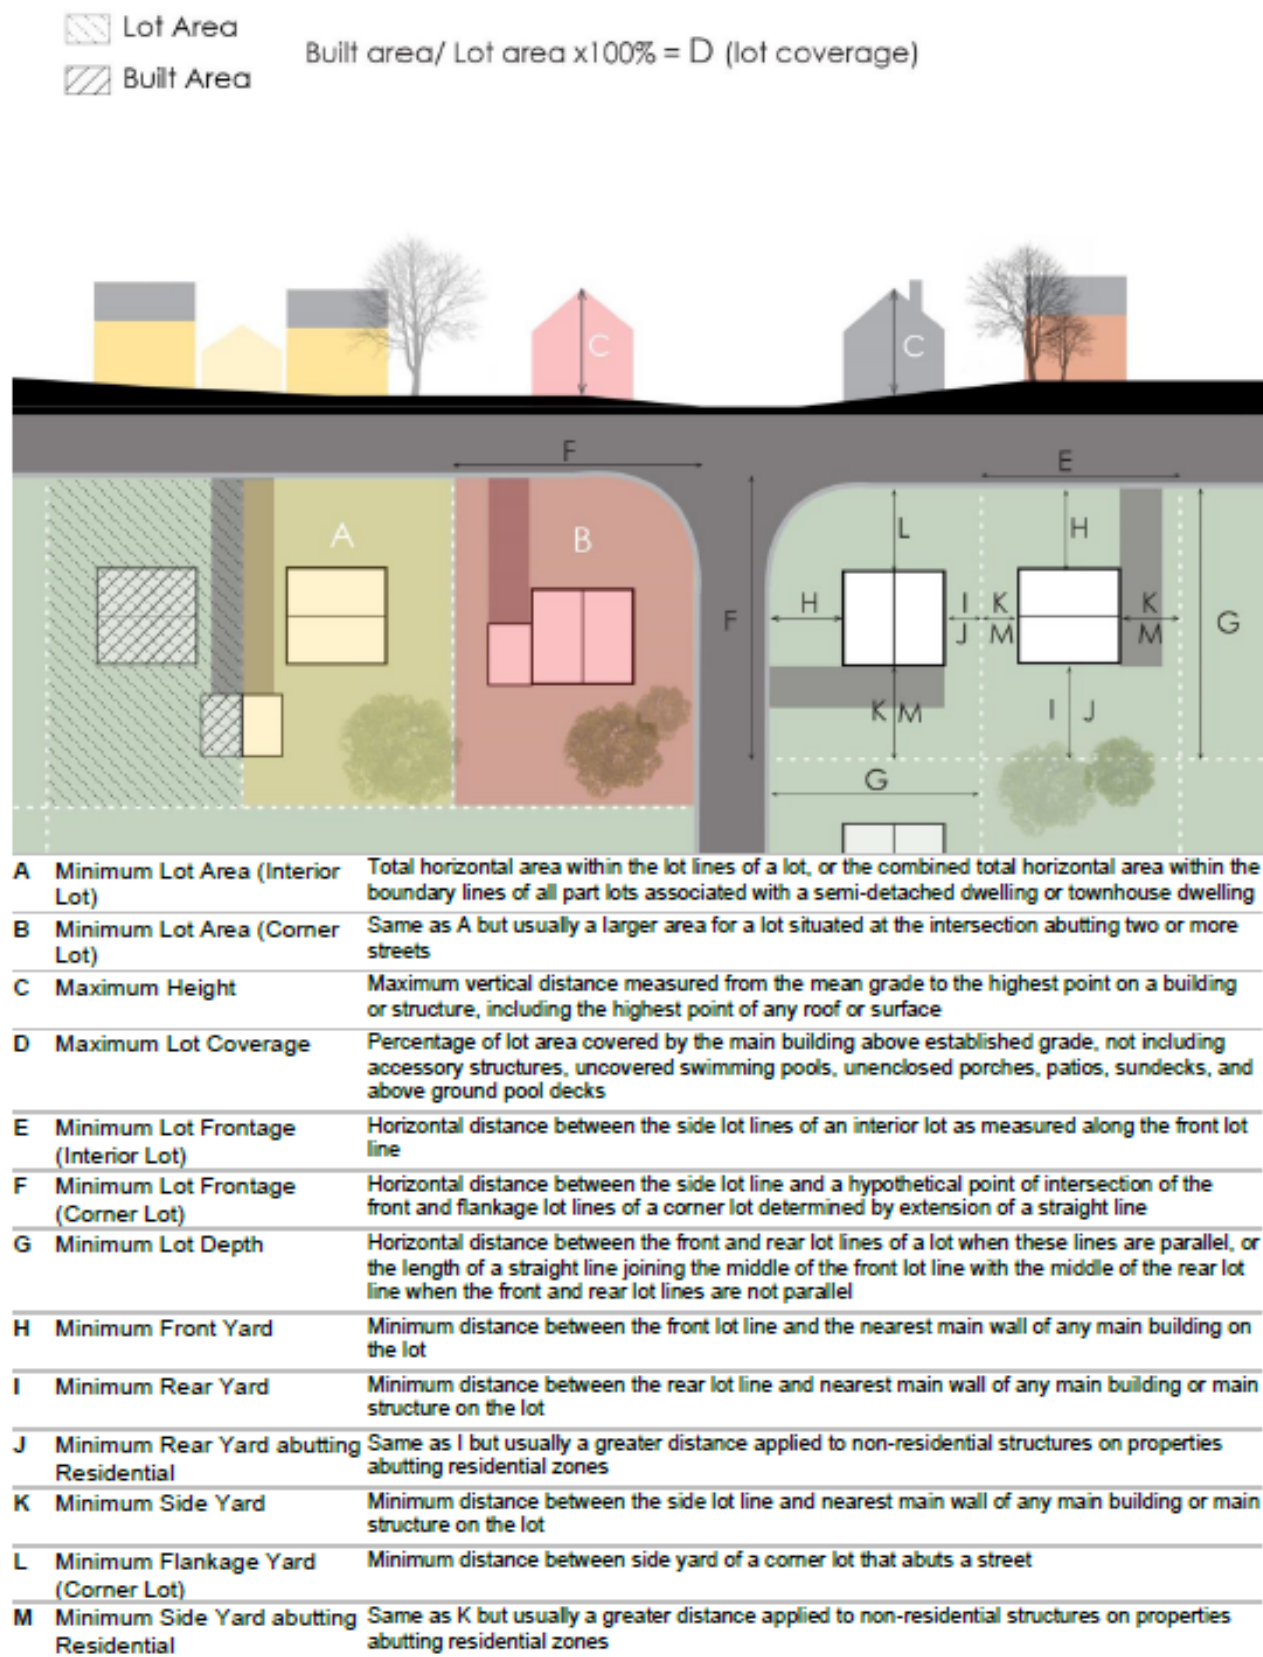 Lot Area
Built Area
Built area/ Lot area x100% = D (lot coverage)
C
C
F
E
A
B
L
H
F
H
I
K
K
G
J
M
M
K
M
I
J
G
A Minimum Lot Area (Interior Lot) Total horizontal area within the lot lines of a lot, or the combined total horizontal area within the
boundary lines of all part lots associated with a semi-detached dwelling or townhouse dwelling
B Minimum Lot Area (Corner Lot) Same as A but usually a larger area for a lot situated at the intersection abutting two or more
streets
C Maximum Height Maximum vertical distance measured from the mean grade to the highest point on a building
or structure, including the highest point of any roof or surface
D Maximum Lot Coverage Percentage of lot area covered by the main building above established grade, not including
accessory structures, uncovered swimming pools, unenclosed porches, patios, sundecks, and
above ground pool decks
E Minimum Lot Frontage (Interior Lot) Horizontal distance between the side lot lines of an interior lot as measured along the front lot
line
F Minimum Lot Frontage (Corner Lot) Horizontal distance between the side lot line and a hypothetical point of intersection of the
front and flankage lot lines of a corner lot determined by extension of a straight line
G Minimum Lot Depth Horizontal distance between the front and rear lot lines of a lot when these lines are parallel, or
the length of a straight line joining the middle of the front lot line with the middle of the rear lot
line when the front and rear lot lines are not parallel
H Minimum Front Yard Minimum distance between the front lot line and the nearest main wall of any main building on
the lot
I Minimum Rear Yard Minimum distance between the rear lot line and nearest main wall of any main building or main
structure on the lot
J Minimum Rear Yard abutting Residential Same as I but usually a greater distance applied to non-residential structures on properties
abutting residential zones
K Minimum Side Yard Minimum distance between the side lot line and nearest main wall of any main building or main
structure on the lot
L Minimum Flankage Yard (Corner Lot) Minimum distance between side yard of a corner lot that abuts a street
M Minimum Side Yard abutting Residential Same as K but usually a greater distance applied to non-residential structures on properties
abutting residential zones